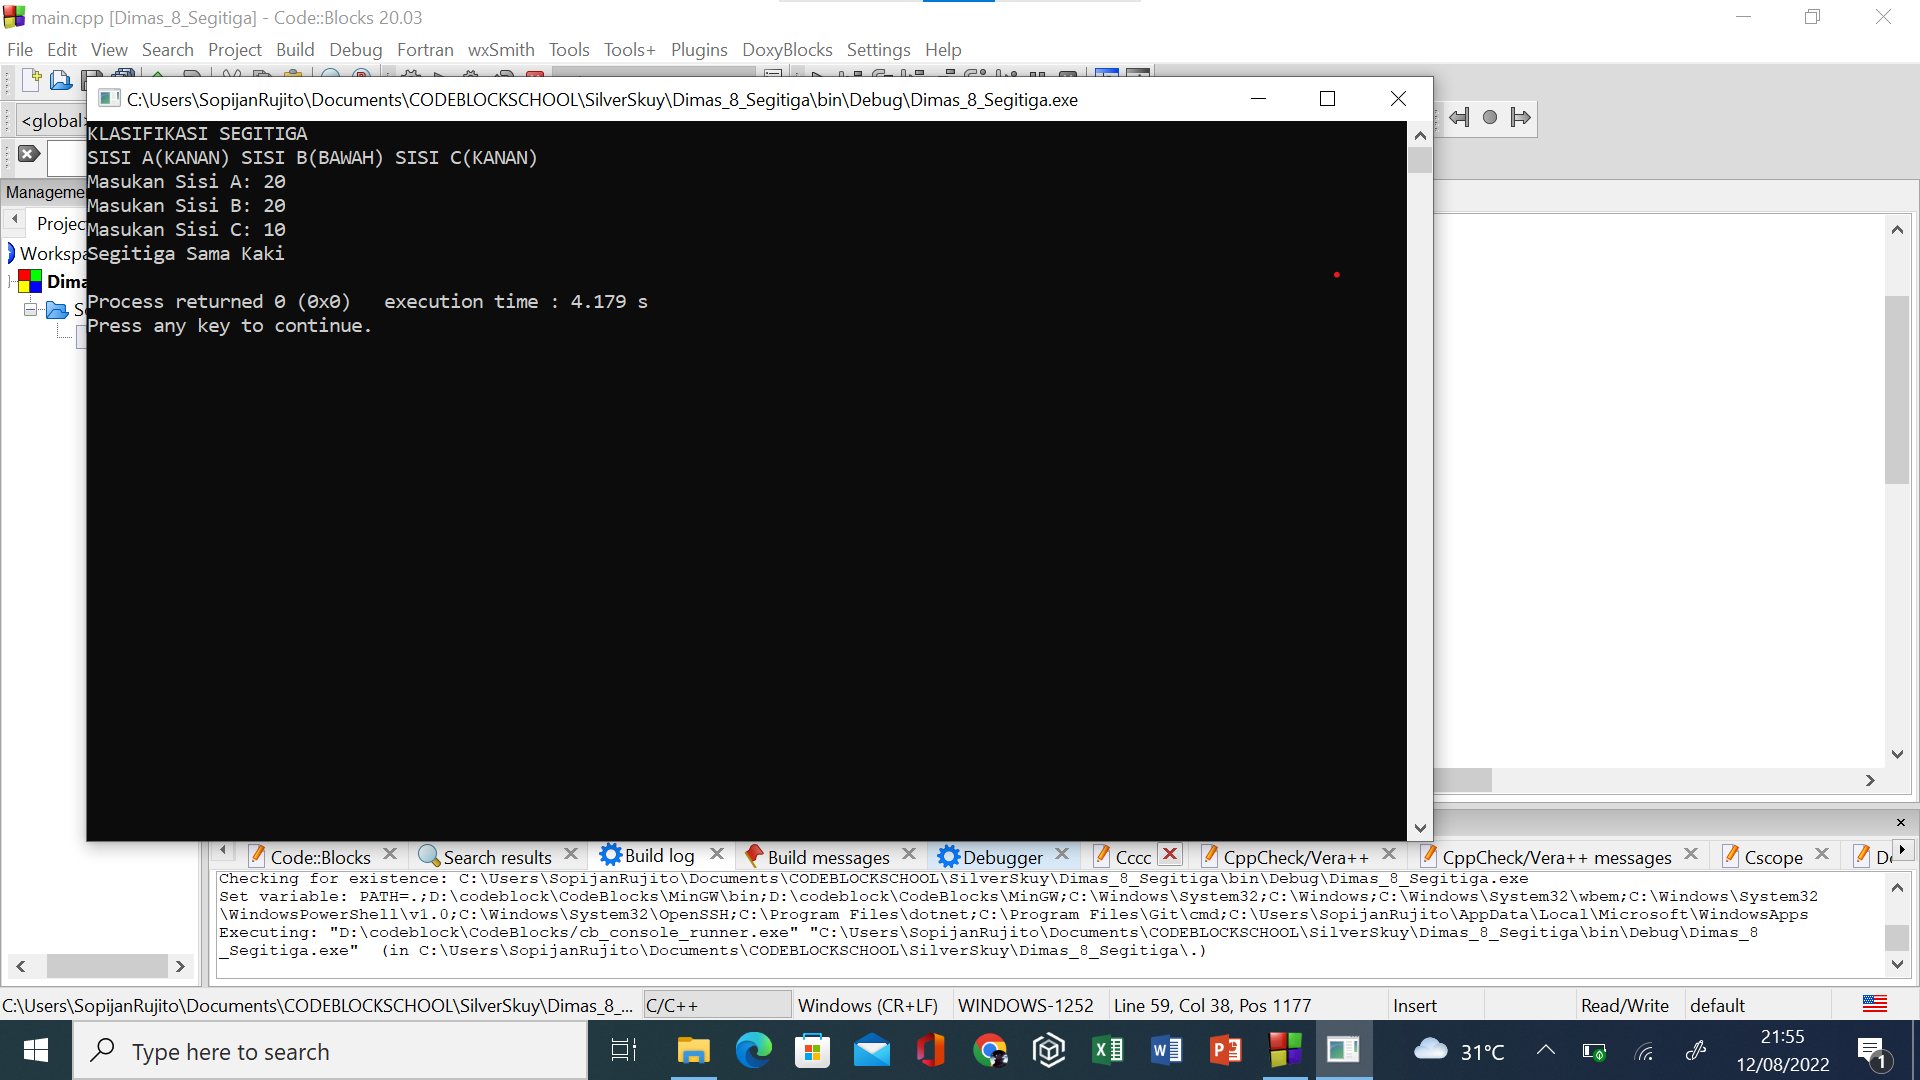 main.cpp [Dimas_8_Segitiga] - Code::Blocks 20.03
File Edit View Search Project Build Debug Fortran wxSmith Tools Tools+ Plugins DoxyBlocks Settings Help
C:\Users\SopijanRujito\Documents\CODEBLOCKSCHOOL\SilverSkuy\Dimas_8_Segitiga\bin\Debug\Dimas_8_Segitiga.exe
<global>
KLASIFIKASI SEGITIGA
SISI A(KANAN) SISI B(BAWAH) SISI C(KANAN)
Masukan Sisi A: 20
Masukan Sisi B: 20
Masukan Sisi C: 10
Segitiga Sama Kaki
Process returned 0 (0x0)   execution time : 4.179 s
Press any key to continue.
Code::Blocks Search results Build log Build messages Debugger Cccc CppCheck/Vera++ CppCheck/Vera++ messages Cscope
Checking for existence: C:\Users\SopijanRujito\Documents\CODEBLOCKSCHOOL\SilverSkuy\Dimas_8_Segitiga\bin\Debug\Dimas_8_Segitiga.exe
Set variable: PATH=.;D:\codeblock\CodeBlocks\MinGW\bin;D:\codeblock\CodeBlocks\MinGW;C:\Windows\System32;C:\Windows;C:\Windows\System32\wbem;C:\Windows\System32
\WindowsPowerShell\v1.0;C:\Windows\System32\OpenSSH;C:\Program Files\dotnet;C:\Program Files\Git\cmd;C:\Users\SopijanRujito\AppData\Local\Microsoft\WindowsApps
Executing: "D:\codeblock\CodeBlocks/cb_console_runner.exe" "C:\Users\SopijanRujito\Documents\CODEBLOCKSCHOOL\SilverSkuy\Dimas_8_Segitiga\bin\Debug\Dimas_8
_Segitiga.exe"  (in C:\Users\SopijanRujito\Documents\CODEBLOCKSCHOOL\SilverSkuy\Dimas_8_Segitiga\.)
C:\Users\SopijanRujito\Documents\CODEBLOCKSCHOOL\SilverSkuy\Dimas_8_... C/C++ Windows (CR+LF) WINDOWS-1252 Line 59, Col 38, Pos 1177 Insert Read/Write default
Type here to search
31°C
21:55
12/08/2022
1